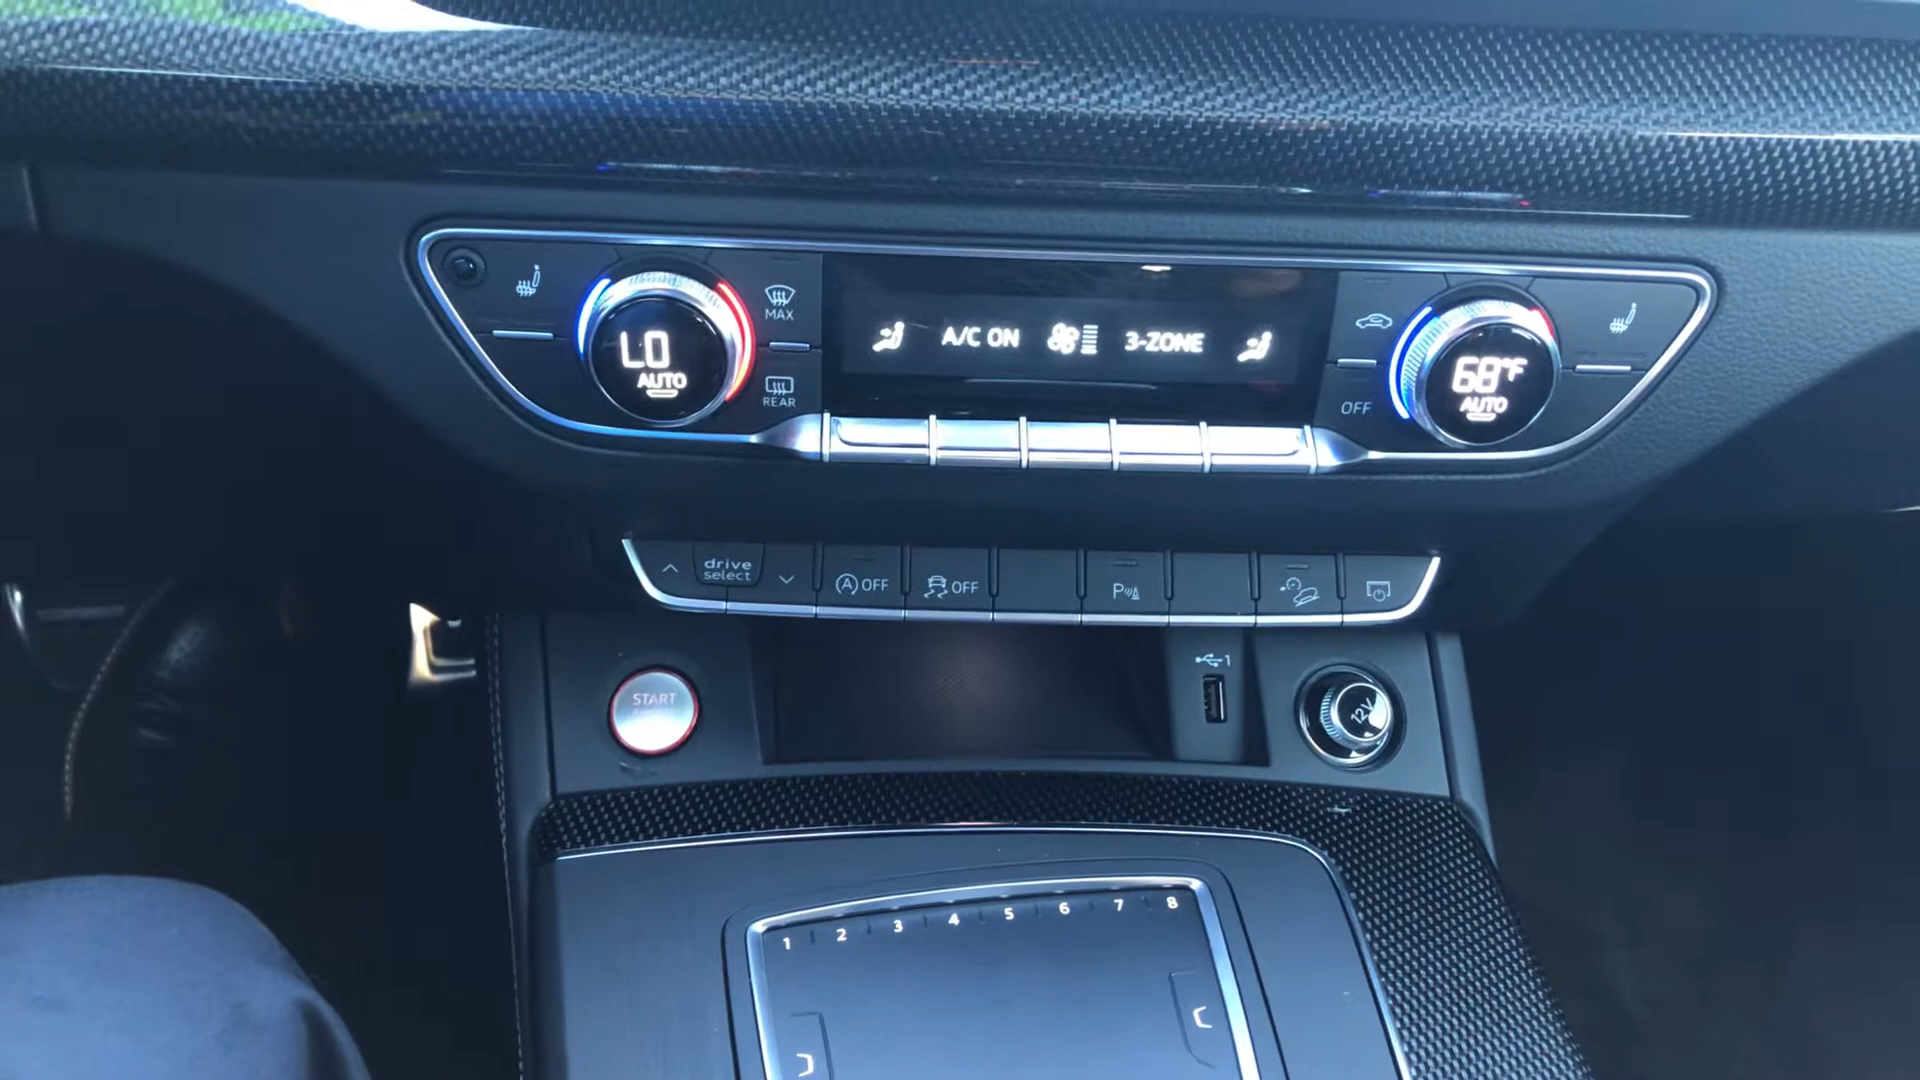 MAX
LO
AUTO
REAR
A/C ON
3-ZONE
68°F
AUTO
OFF
drive
select
A OFF
OFF
P
START
1
12V
1 2 3 4 5 6 7 8